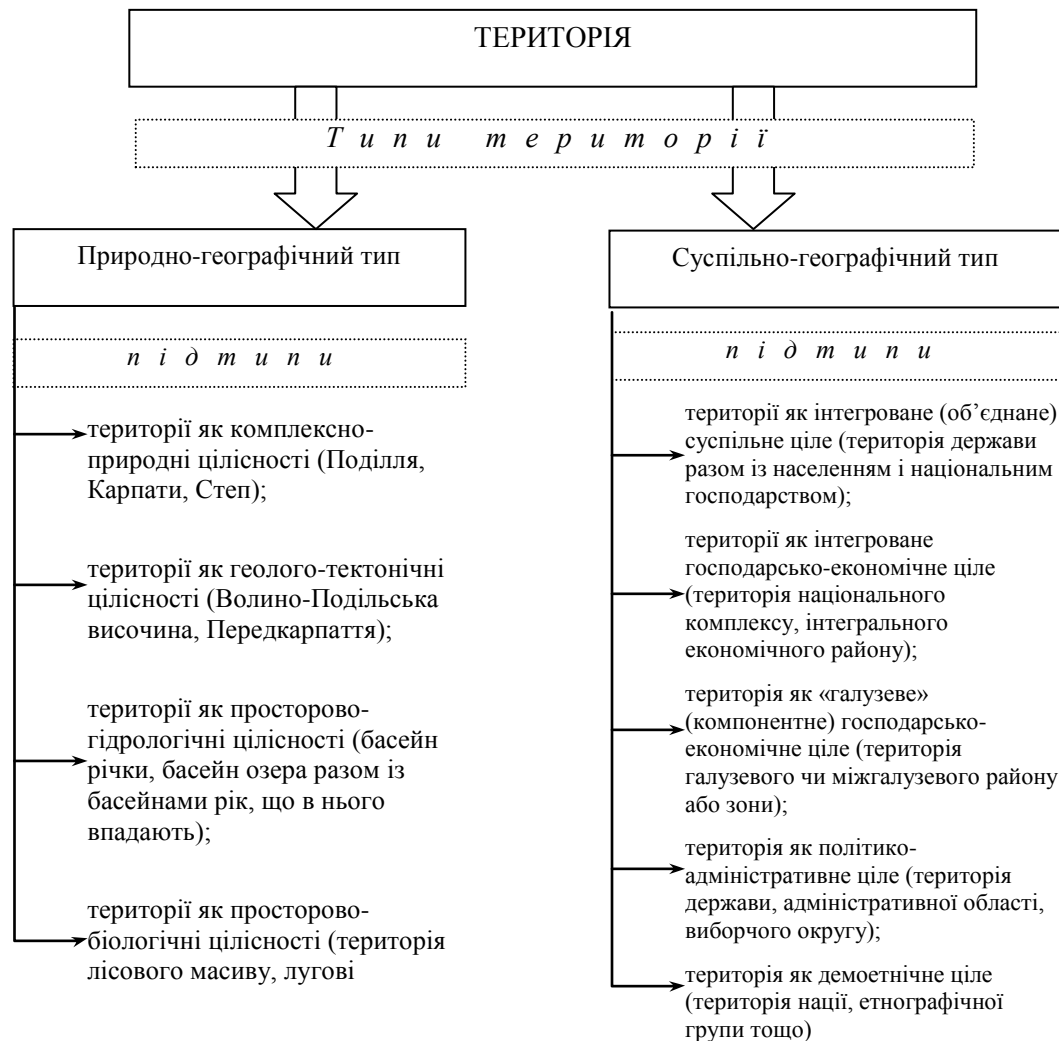 ТЕРИТОРІЯ
Типи території
Природно-географічний тип
підтипи
території як комплексно-
природні цілісності (Поділля,
Карпати, Степ);
території як геолого-тектонічні
цілісності (Волино-Подільська
височина, Передкарпаття);
території як просторово-
гідрологічні цілісності (басейн
річки, басейн озера разом із
басейнами рік, що в нього
впадають);
території як просторово-
біологічні цілісності (територія
лісового масиву, лугові
Суспільно-географічний тип
підтипи
території як інтегроване (об’єднане)
суспільне ціле (територія держави
разом із населенням і національним
господарством);
території як інтегроване
господарсько-економічне ціле
(територія національного
комплексу, інтегрального
економічного району);
територія як «галузеве»
(компонентне) господарсько-
економічне ціле (територія
галузевого чи міжгалузевого району
або зони);
територія як політико-
адміністративне ціле (територія
держави, адміністративної області,
виборчого округу);
територія як демоетнічне ціле
(територія нації, етнографічної
групи тощо)